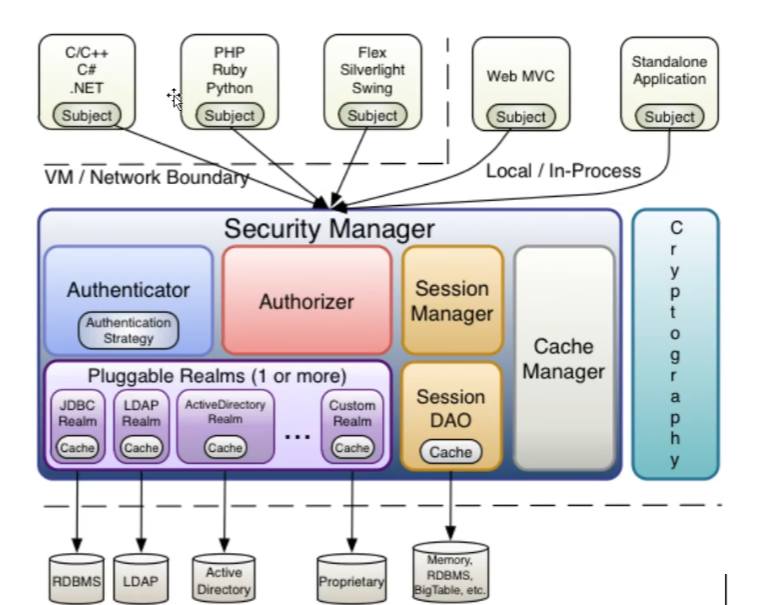 C/C++
C#
.NET
Subject
PHP
Ruby
Python
Subject
Flex
Silverlight
Swing
Subject
Web MVC
Subject
Standalone
Application
Subject
VM / Network Boundary
Local / In-Process
Security Manager
Authenticator
Authentication
Strategy
Authorizer
Session
Manager
Cache
Manager
Pluggable Realms (1 or more)
JDBC
Realm
Cache
LDAP
Realm
Cache
ActiveDirectory
Realm
Cache
...
Custom
Realm
Cache
Session
DAO
Cache
Cryptography
RDBMS
LDAP
Active
Directory
Proprietary
Memory,
RDBMS,
BigTable, etc.